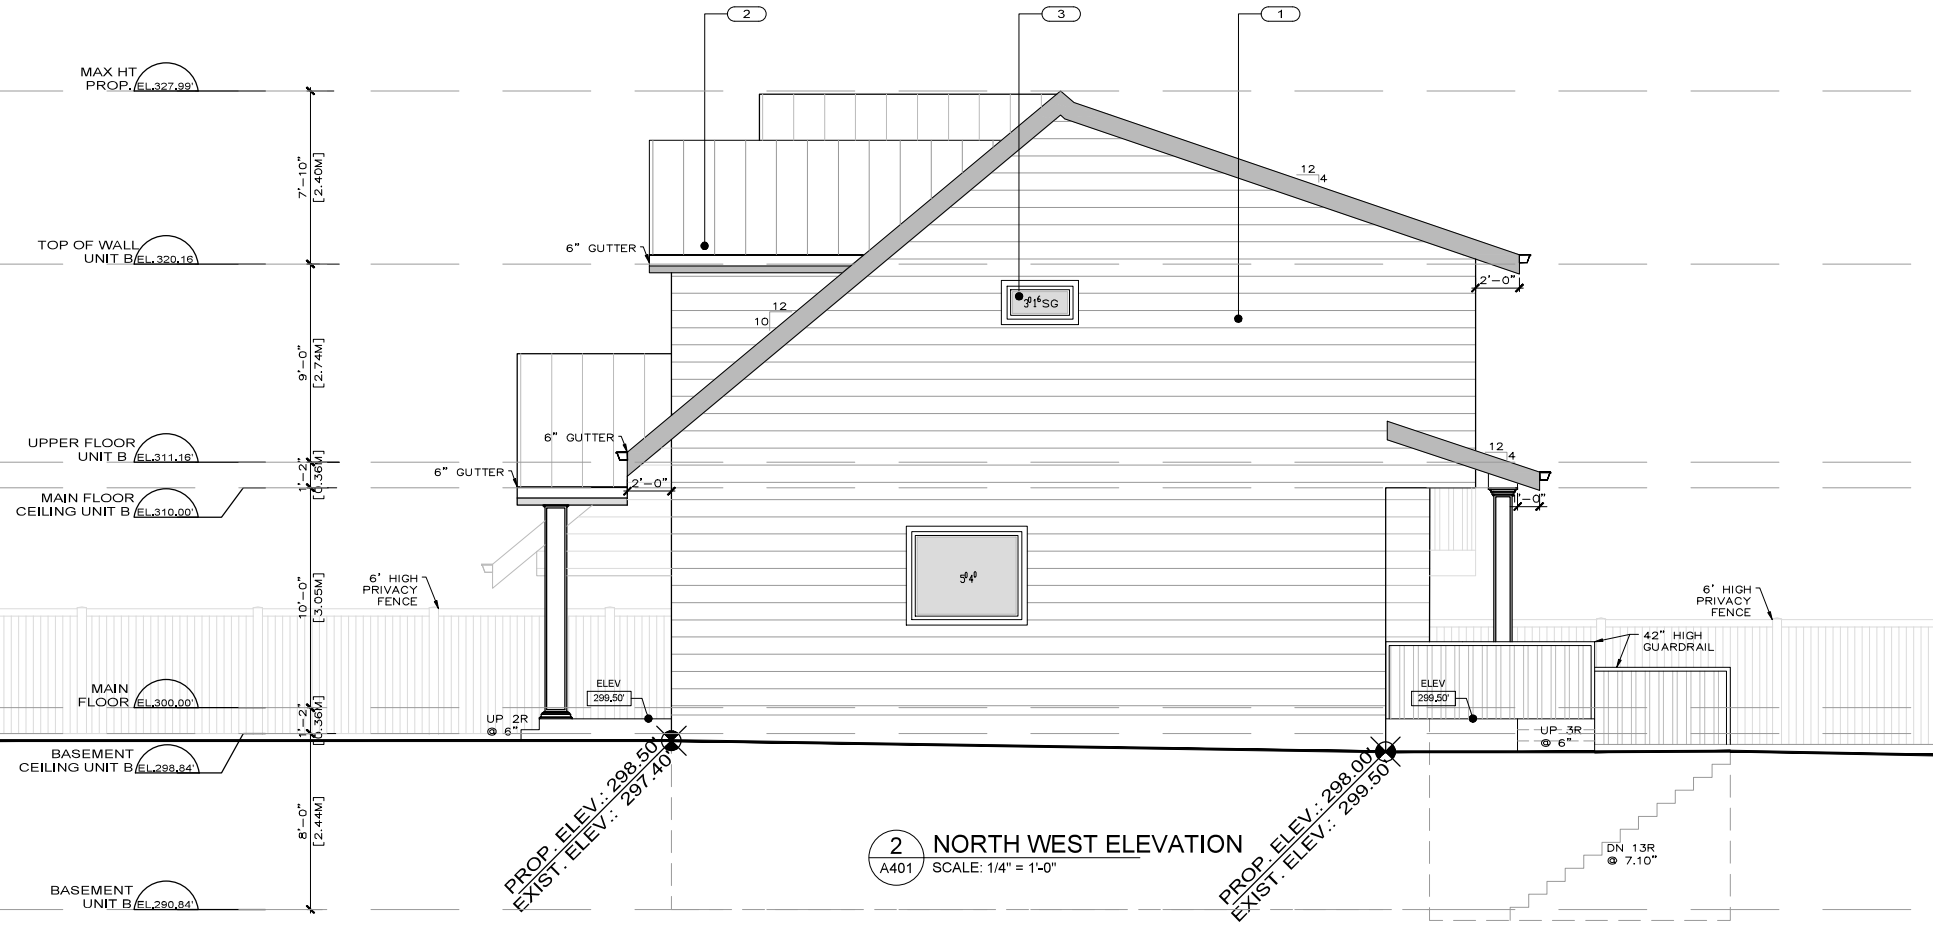 2
3
1
MAX HT
PROP.
EL.327.99'
7'-10"
[2.40M]
12
4
TOP OF WALL
UNIT B
EL.320.16
6" GUTTER
2'-0"
3⁰1⁶SG
12
10
9'-0"
[2.74M]
UPPER FLOOR
UNIT B
EL.311.16'
6" GUTTER
6" GUTTER
2'-0"
12
4
1'-0"
1'-2"
[0.36M]
MAIN FLOOR
CEILING UNIT B
EL.310.00'
5⁰4⁰
6' HIGH
PRIVACY
FENCE
10'-0"
[3.05M]
6' HIGH
PRIVACY
FENCE
42" HIGH
GUARDRAIL
MAIN
FLOOR
EL.300.00'
ELEV
299.50'
ELEV
299.50'
1'-2"
[0.36M]
UP 2R
@ 6"
UP 3R
@ 6"
BASEMENT
CEILING UNIT B
EL.298.84'
PROP. ELEV.: 298.50'
EXIST. ELEV.: 297.40'
PROP. ELEV.: 298.00'
EXIST. ELEV.: 299.50'
8'-0"
[2.44M]
DN 13R
@ 7.10"
2
A401
NORTH WEST ELEVATION
SCALE: 1/4" = 1'-0"
BASEMENT
UNIT B
EL.290.84'